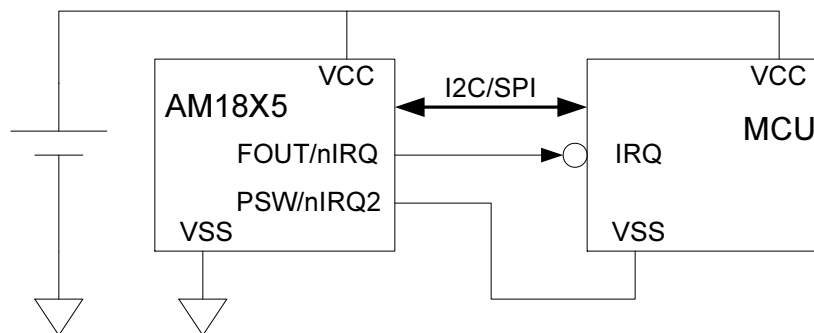 VCC
VCC
I2C/SPI
AM18X5
MCU
FOUT/nIRQ
IRQ
PSW/nIRQ2
VSS
VSS